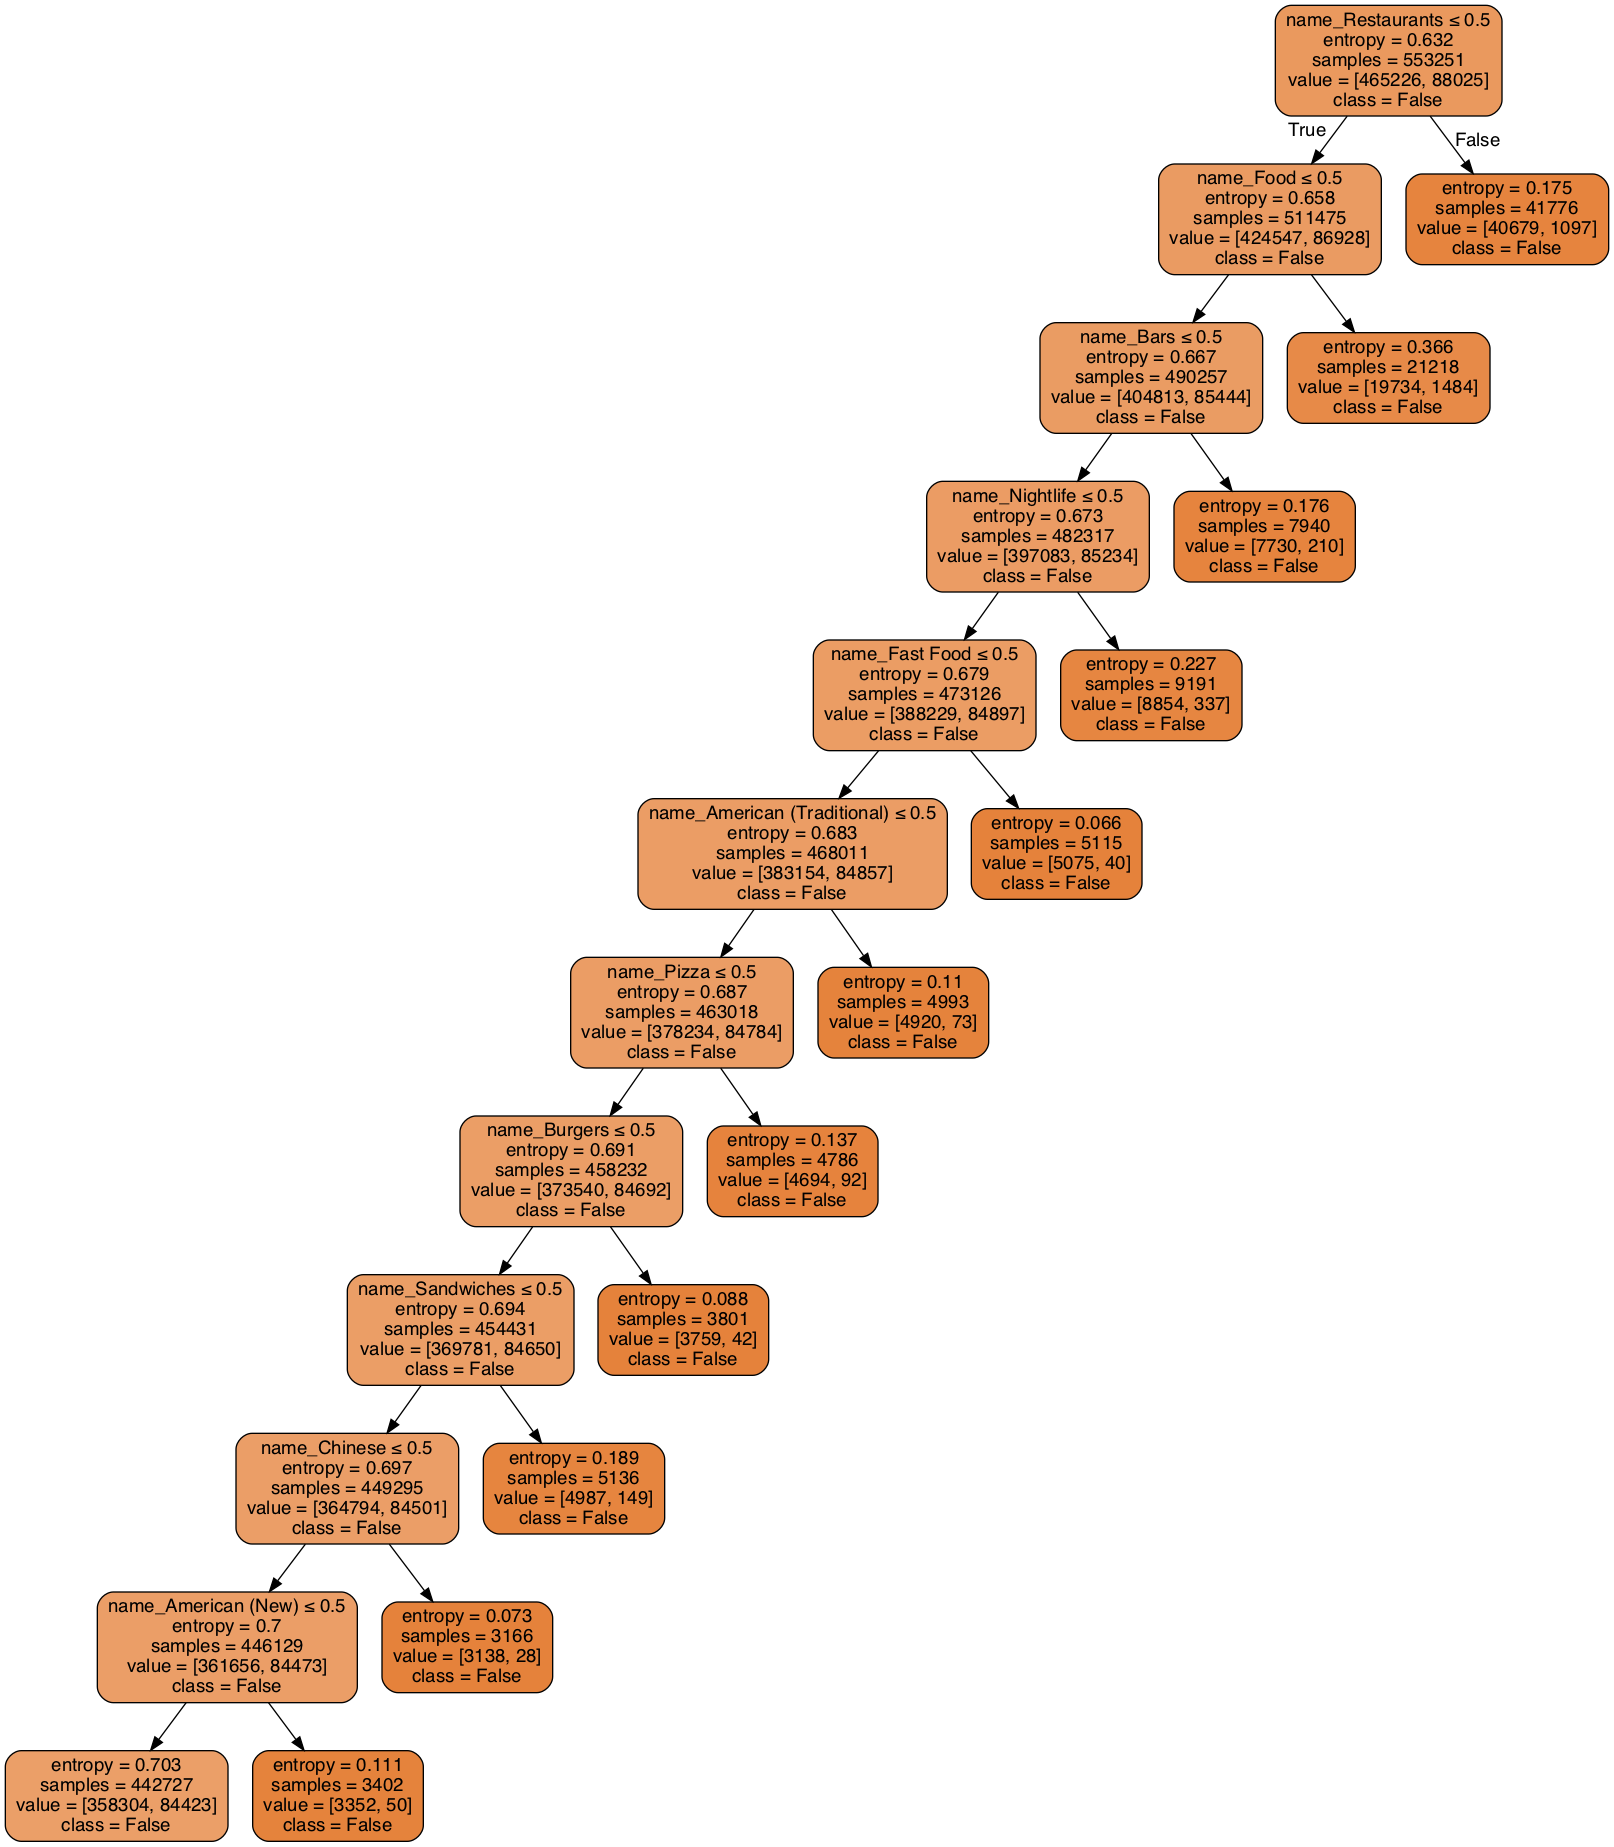 name_Restaurants ≤ 0.5
entropy = 0.632
samples = 553251
value = [465226, 88025]
class = False
True
False
name_Food ≤ 0.5
entropy = 0.658
samples = 511475
value = [424547, 86928]
class = False
entropy = 0.175
samples = 41776
value = [40679, 1097]
class = False
name_Bars ≤ 0.5
entropy = 0.667
samples = 490257
value = [404813, 85444]
class = False
entropy = 0.366
samples = 21218
value = [19734, 1484]
class = False
name_Nightlife ≤ 0.5
entropy = 0.673
samples = 482317
value = [397083, 85234]
class = False
entropy = 0.176
samples = 7940
value = [7730, 210]
class = False
name_Fast Food ≤ 0.5
entropy = 0.679
samples = 473126
value = [388229, 84897]
class = False
entropy = 0.227
samples = 9191
value = [8854, 337]
class = False
name_American (Traditional) ≤ 0.5
entropy = 0.683
samples = 468011
value = [383154, 84857]
class = False
entropy = 0.066
samples = 5115
value = [5075, 40]
class = False
name_Pizza ≤ 0.5
entropy = 0.687
samples = 463018
value = [378234, 84784]
class = False
entropy = 0.11
samples = 4993
value = [4920, 73]
class = False
name_Burgers ≤ 0.5
entropy = 0.691
samples = 458232
value = [373540, 84692]
class = False
entropy = 0.137
samples = 4786
value = [4694, 92]
class = False
name_Sandwiches ≤ 0.5
entropy = 0.694
samples = 454431
value = [369781, 84650]
class = False
entropy = 0.088
samples = 3801
value = [3759, 42]
class = False
name_Chinese ≤ 0.5
entropy = 0.697
samples = 449295
value = [364794, 84501]
class = False
entropy = 0.189
samples = 5136
value = [4987, 149]
class = False
name_American (New) ≤ 0.5
entropy = 0.7
samples = 446129
value = [361656, 84473]
class = False
entropy = 0.073
samples = 3166
value = [3138, 28]
class = False
entropy = 0.703
samples = 442727
value = [358304, 84423]
class = False
entropy = 0.111
samples = 3402
value = [3352, 50]
class = False